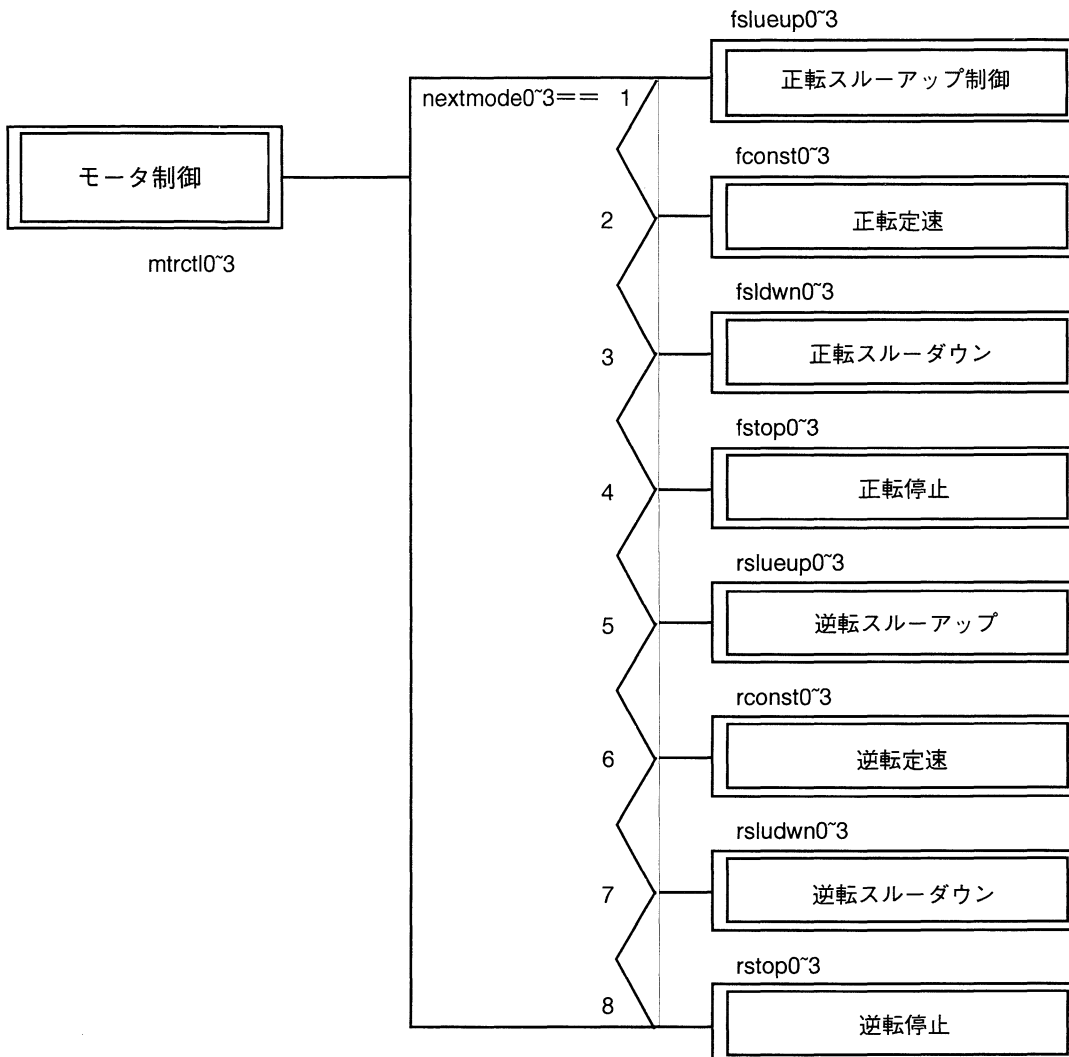 fslueup0~3
正転スルーアップ制御
nextmode0~3== 1
モータ制御
fconst0~3
2
正転定速
mtrctl0~3
fsldwn0~3
3
正転スルーダウン
fstop0~3
4
正転停止
rslueup0~3
5
逆転スルーアップ
rconst0~3
6
逆転定速
rsludwn0~3
7
逆転スルーダウン
rstop0~3
8
逆転停止